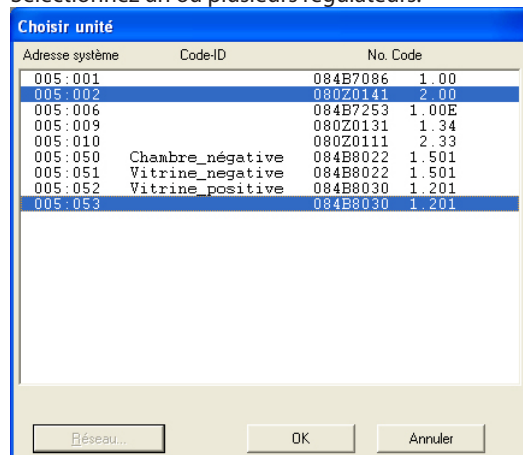 Sélectionnez un ou plusieurs régulateurs.
Choisir unité
Adresse système Code-ID No. Code
005:001 084B7086 1.00
005:002 080Z0141 2.00
005:006 084B7253 1.00E
005:009 080Z0131 1.34
005:010 080Z0111 2.33
005:050 Chambre_négative 084B8022 1.501
005:051 Vitrine_negative 084B8022 1.501
005:052 Vitrine_positive 084B8030 1.201
005:053 084B8030 1.201
Réseau... OK Annuler